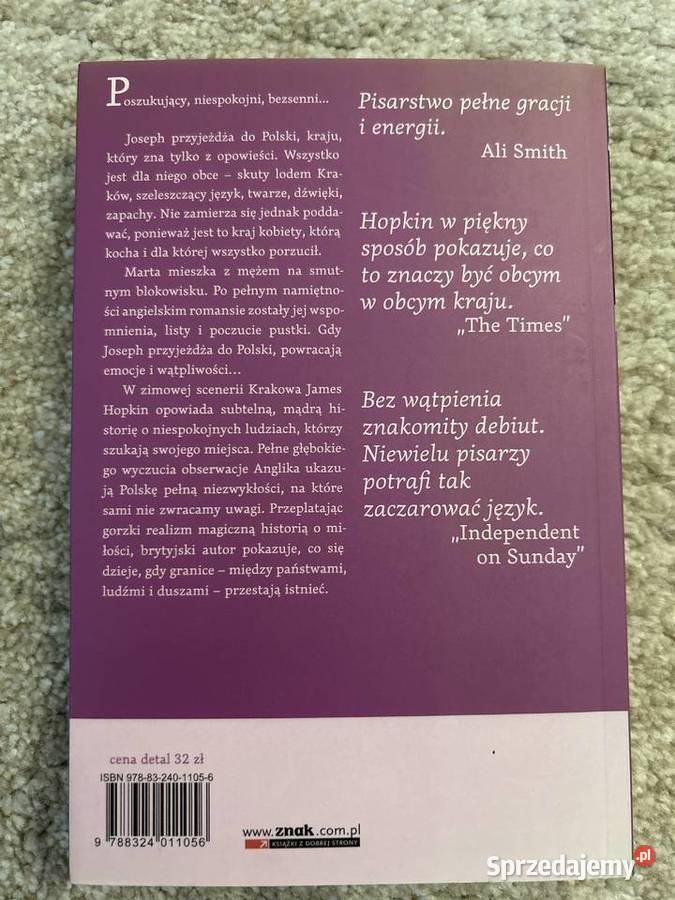 Poszukujący, niespokojni, bezsenni...
Joseph przyjeżdża do Polski, kraju,
który zna tylko z opowieści. Wszystko
jest dla niego obce – skuty lodem Kra-
ków, szeleszczący język, twarze, dźwięki,
zapachy. Nie zamierza się jednak podda-
wać, ponieważ jest to kraj kobiety, którą
kocha i dla której wszystko porzucił.
Marta mieszka z mężem na smut-
nym blokowisku. Po pełnym namiętno-
ści angielskim romansie zostały jej wspo-
mnienia, listy i poczucie pustki. Gdy
Joseph przyjeżdża do Polski, powracają
emocje i wątpliwości...
W zimowej scenerii Krakowa James
Hopkin opowiada subtelną, mądrą hi-
storię o niespokojnych ludziach, którzy
szukają swojego miejsca. Pełne głębokie-
go wyczucia obserwacje Anglika ukazu-
ją Polskę pełną niezwykłości, na które
sami nie zwracamy uwagi. Przeplatając
gorzki realizm magiczną historią o mi-
łości, brytyjski autor pokazuje, co się
dzieje, gdy granice – między państwami,
ludźmi i duszami – przestają istnieć.
Pisarstwo pełne gracji
i energii.
Ali Smith
Hopkin w piękny
sposób pokazuje, co
to znaczy być obcym
w obcym kraju.
„The Times”
Bez wątpienia
znakomity debiut.
Niewielu pisarzy
potrafi tak
zaczarować język.
„Independent
on Sunday”
cena detal 32 zł
ISBN 978-83-240-1105-6
9 788324 011056
www.znak.com.pl
KSIĄŻKI Z DOBREJ STRONY
Sprzedajemy.pl